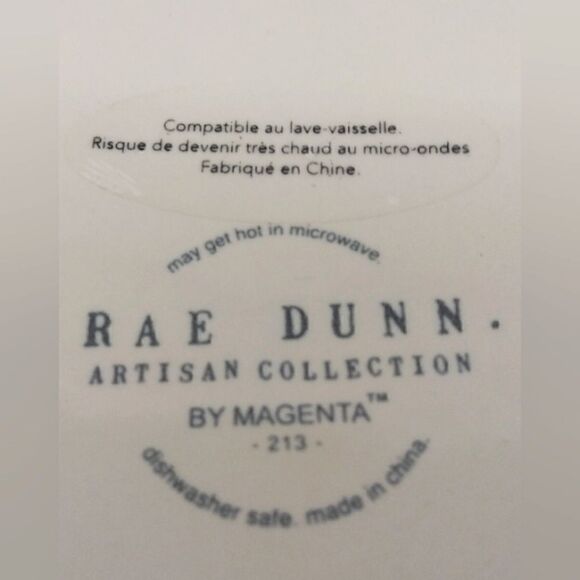 Compatible au lave-vaisselle.
Risque de devenir très chaud au micro-ondes
Fabriqué en Chine.
may get hot in microwave.
RAE DUNN.
ARTISAN COLLECTION
BY MAGENTA™
- 213 -
dishwasher safe. made in china.